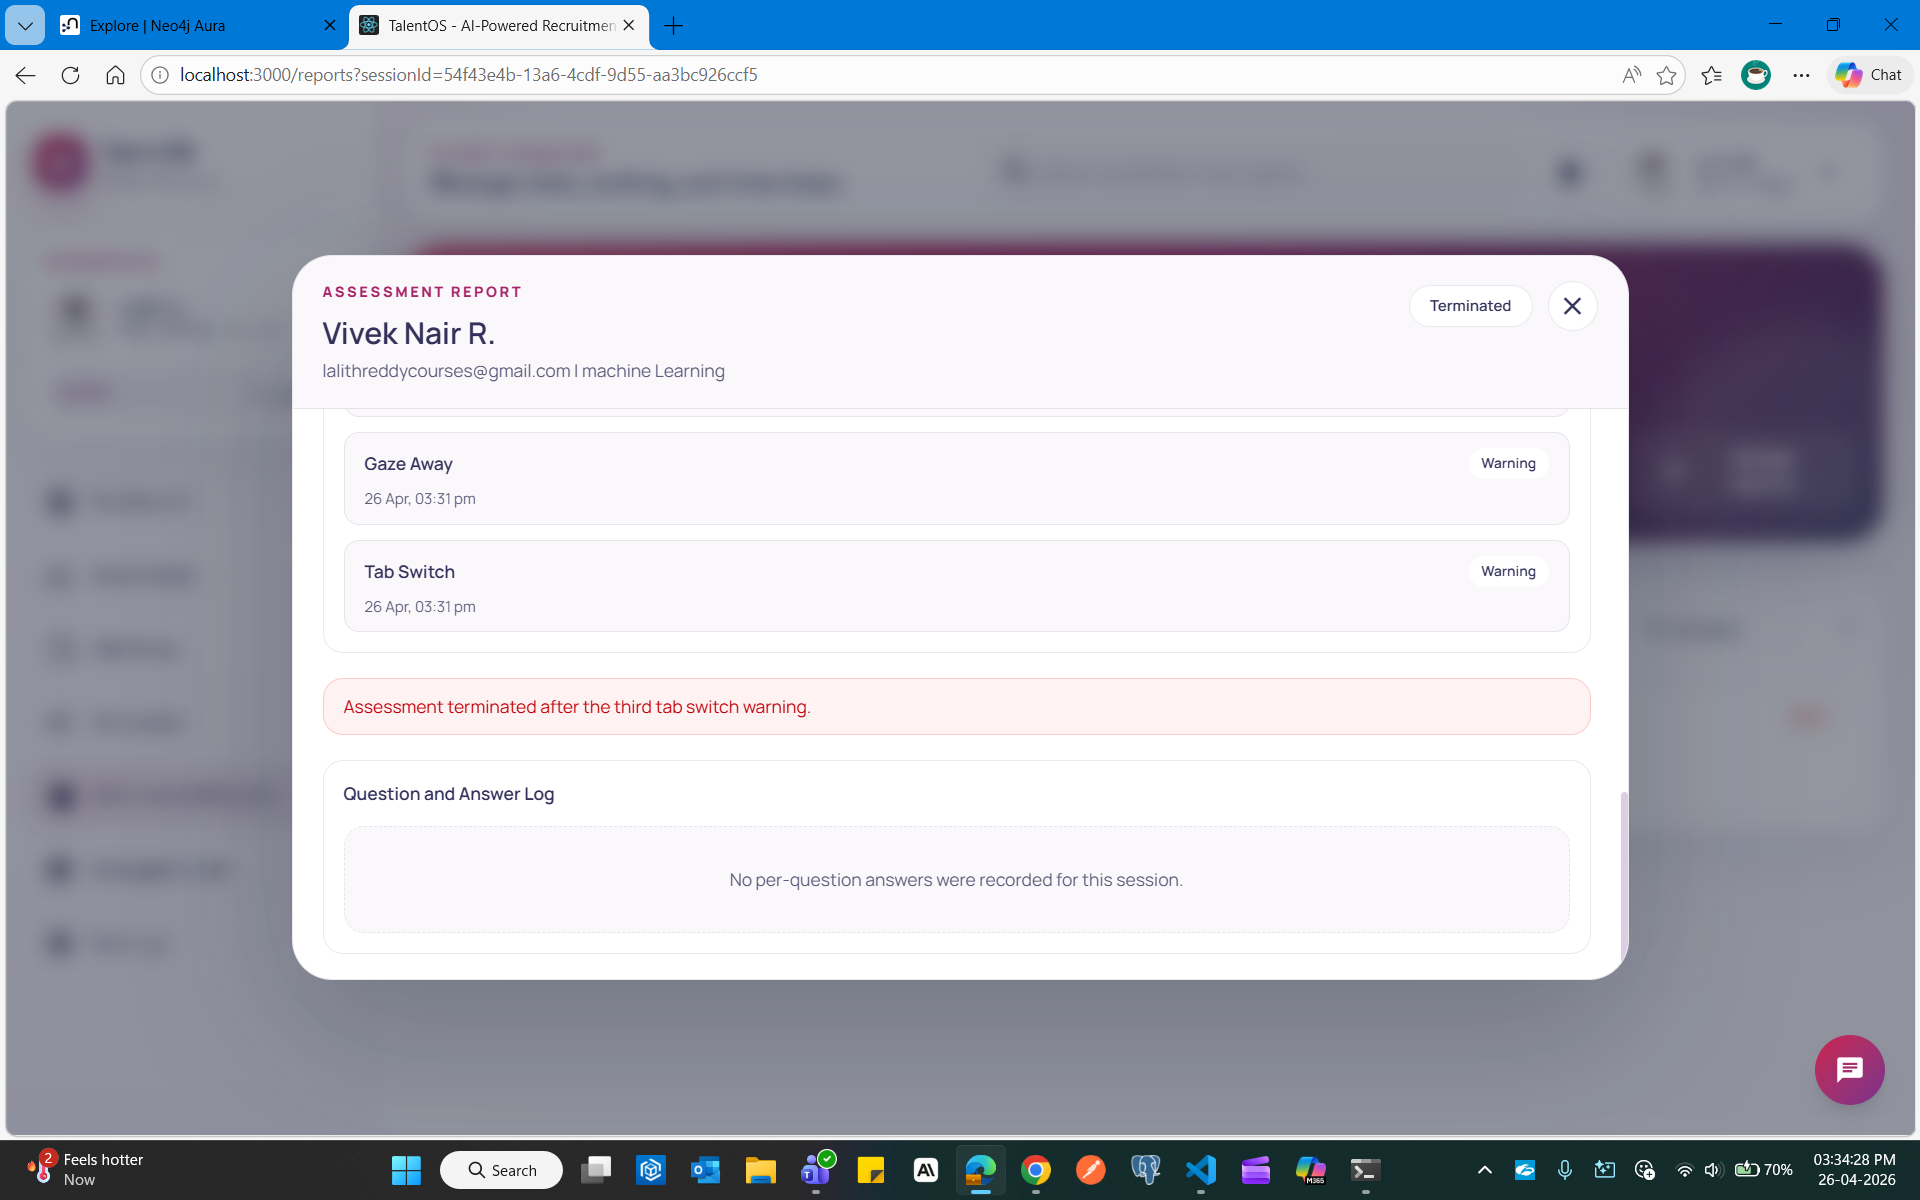 Explore | Neo4j Aura
TalentOS - AI-Powered Recruitmen
localhost:3000/reports?sessionId=54f43e4b-13a6-4cdf-9d55-aa3bc926ccf5
Chat
ASSESSMENT REPORT
Vivek Nair R.
lalithreddycourses@gmail.com | machine Learning
Terminated
Gaze Away
Warning
26 Apr, 03:31 pm
Tab Switch
Warning
26 Apr, 03:31 pm
Assessment terminated after the third tab switch warning.
Question and Answer Log
No per-question answers were recorded for this session.
2
Feels hotter
Now
Search
M365
70%
03:34:28 PM
26-04-2026